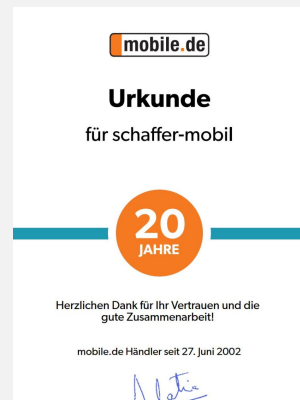 mobile.de
Urkunde
für schaffer-mobil
20
JAHRE
Herzlichen Dank für Ihr Vertrauen und die
gute Zusammenarbeit!
mobile.de Händler seit 27. Juni 2002